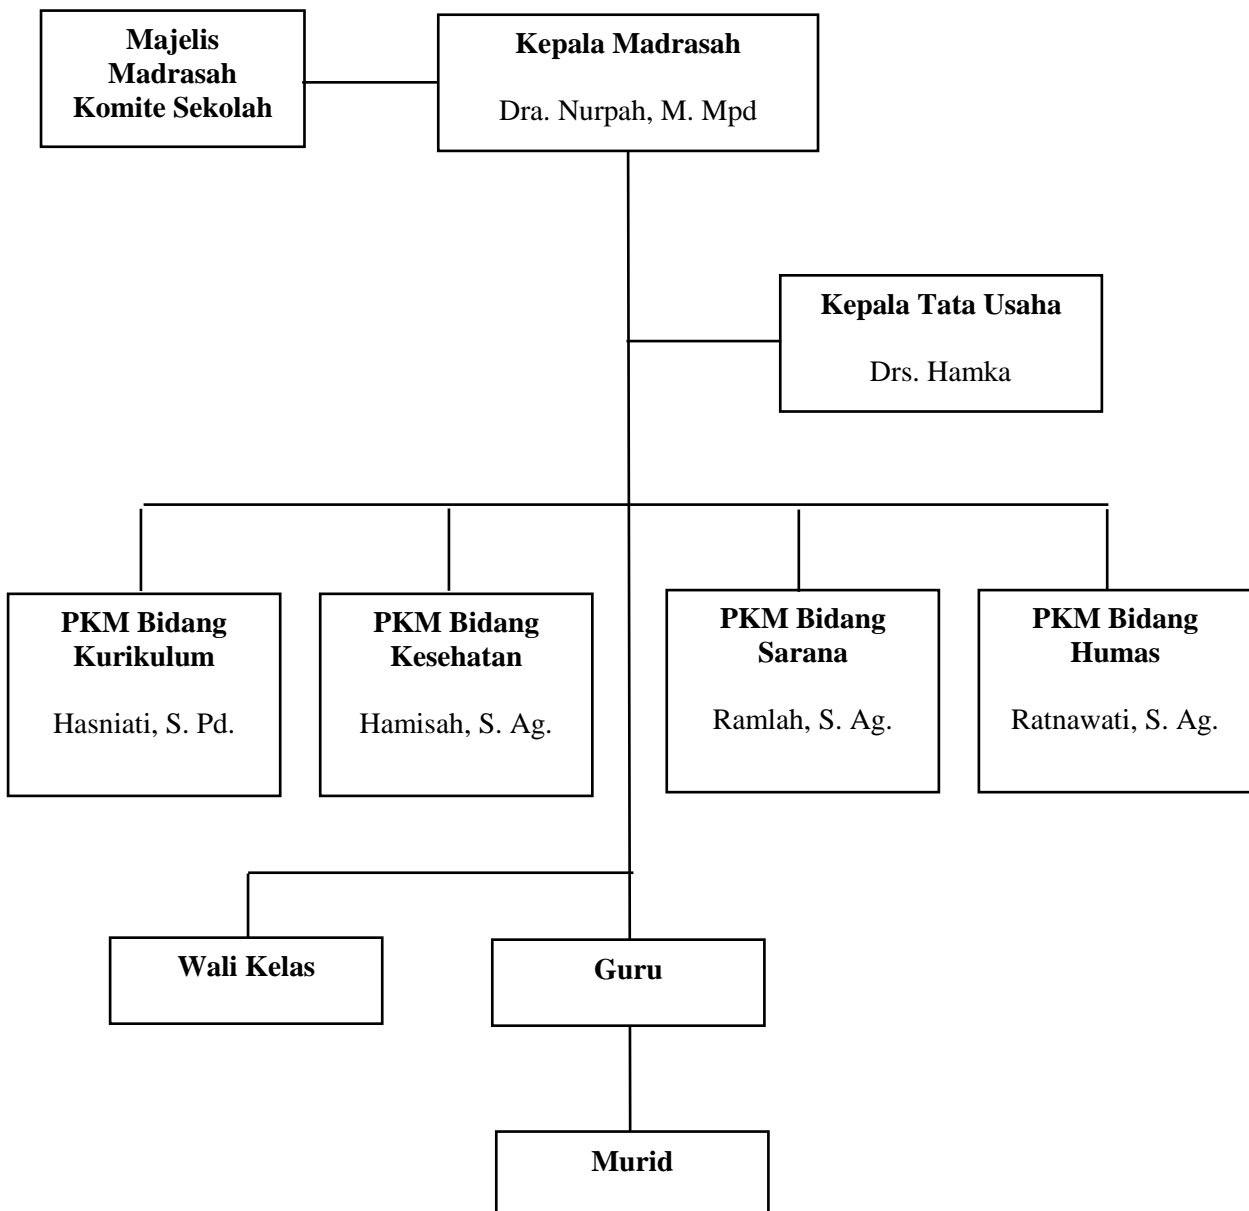 Majelis
Madrasah
Komite Sekolah
Kepala Madrasah
Dra. Nurpah, M. Mpd
Kepala Tata Usaha
Drs. Hamka
PKM Bidang
Kurikulum
Hasniati, S. Pd.
PKM Bidang
Kesehatan
Hamisah, S. Ag.
PKM Bidang
Sarana
Ramlah, S. Ag.
PKM Bidang
Humas
Ratnawati, S. Ag.
Wali Kelas
Guru
Murid